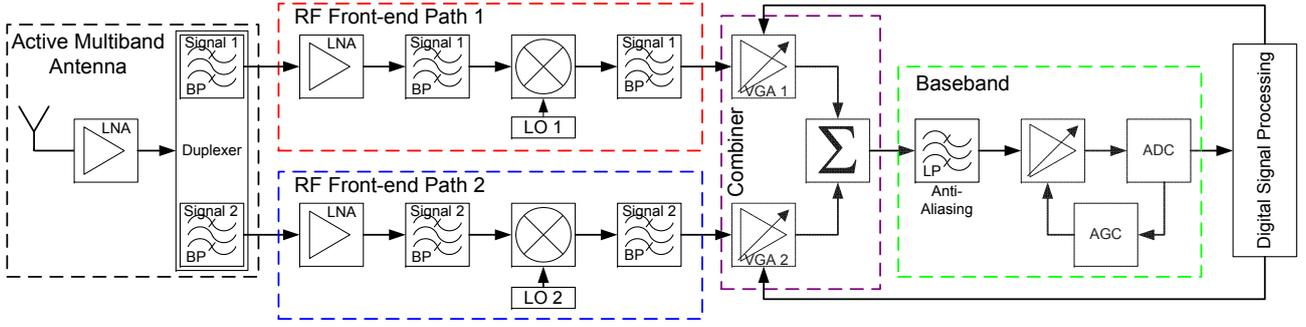 Active Multiband
Antenna
LNA
Signal 1
BP
Duplexer
Signal 2
BP
RF Front-end Path 1
LNA
Signal 1
BP
LO 1
Signal 1
BP
RF Front-end Path 2
LNA
Signal 2
BP
LO 2
Signal 2
BP
Combiner
VGA 1
Σ
VGA 2
Baseband
LP
Anti-
Aliasing
ADC
AGC
Digital Signal Processing